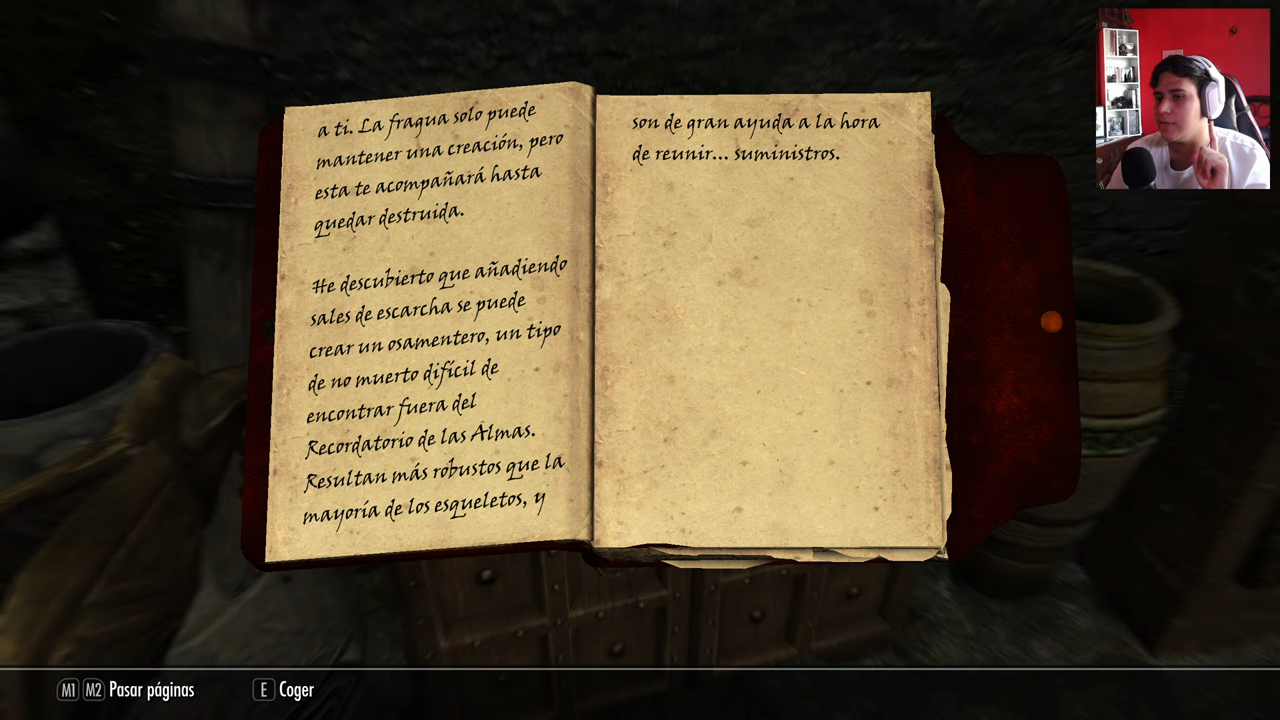 a ti. La fragua solo puede
mantener una creación, pero
esta te acompañará hasta
quedar destruida.
He descubierto que añadiendo
sales de escarcha se puede
crear un osamentero, un tipo
de no muerto difícil de
encontrar fuera del
Recordatorio de las Almas.
Resultan más robustos que la
mayoría de los esqueletos, y
son de gran ayuda a la hora
de reunir... suministros.
M1 M2 Pasar páginas
E Coger